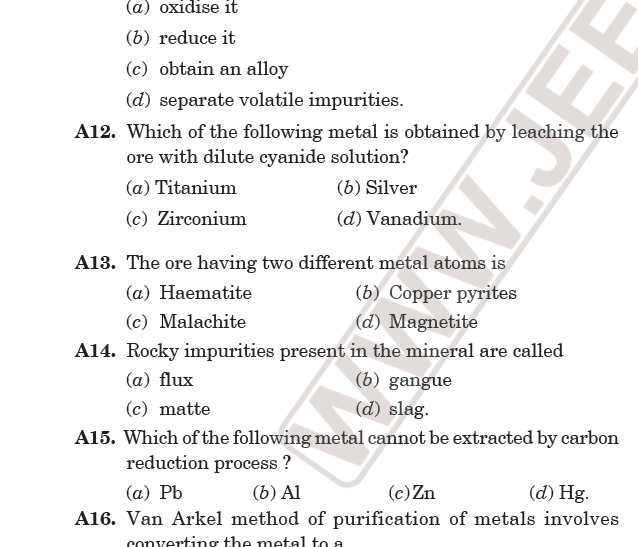 (a) oxidise it
(b) reduce it
(c) obtain an alloy
(d) separate volatile impurities.
A12. Which of the following metal is obtained by leaching the
ore with dilute cyanide solution?
(a) Titanium (b) Silver
(c) Zirconium (d) Vanadium.
A13. The ore having two different metal atoms is
(a) Haematite (b) Copper pyrites
(c) Malachite (d) Magnetite
A14. Rocky impurities present in the mineral are called
(a) flux (b) gangue
(c) matte (d) slag.
A15. Which of the following metal cannot be extracted by carbon
reduction process ?
(a) Pb (b) Al (c) Zn (d) Hg.
A16. Van Arkel method of purification of metals involves
converting the metal to a
WWW.JEE